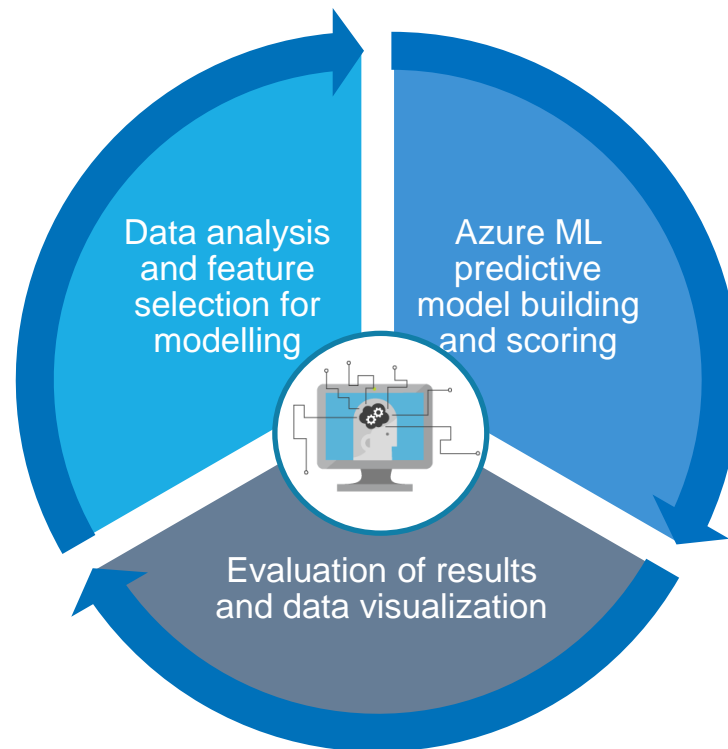 Data analysis
and feature
selection for
modelling
Azure ML
predictive
model building
and scoring
Evaluation of results
and data visualization